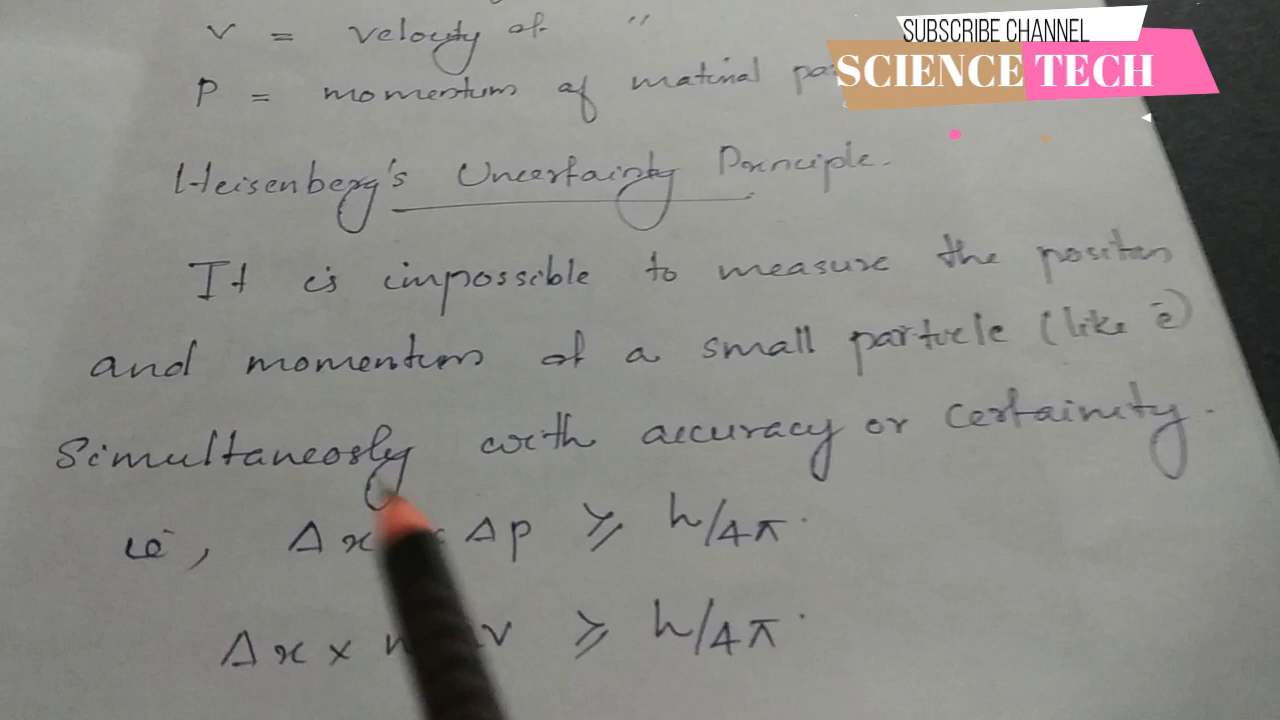 SUBSCRIBE CHANNEL
SCIENCE TECH
v = velocity of "
P = momentum of material
Heisenberg's Uncertainty Principle.
It is impossible to measure the position
and momentum of a small particle (like e̅)
Simultaneosly with accuracy or certainity.
ie, Δx Δp ≥ h/4π.
Δx × v ≥ h/4π.